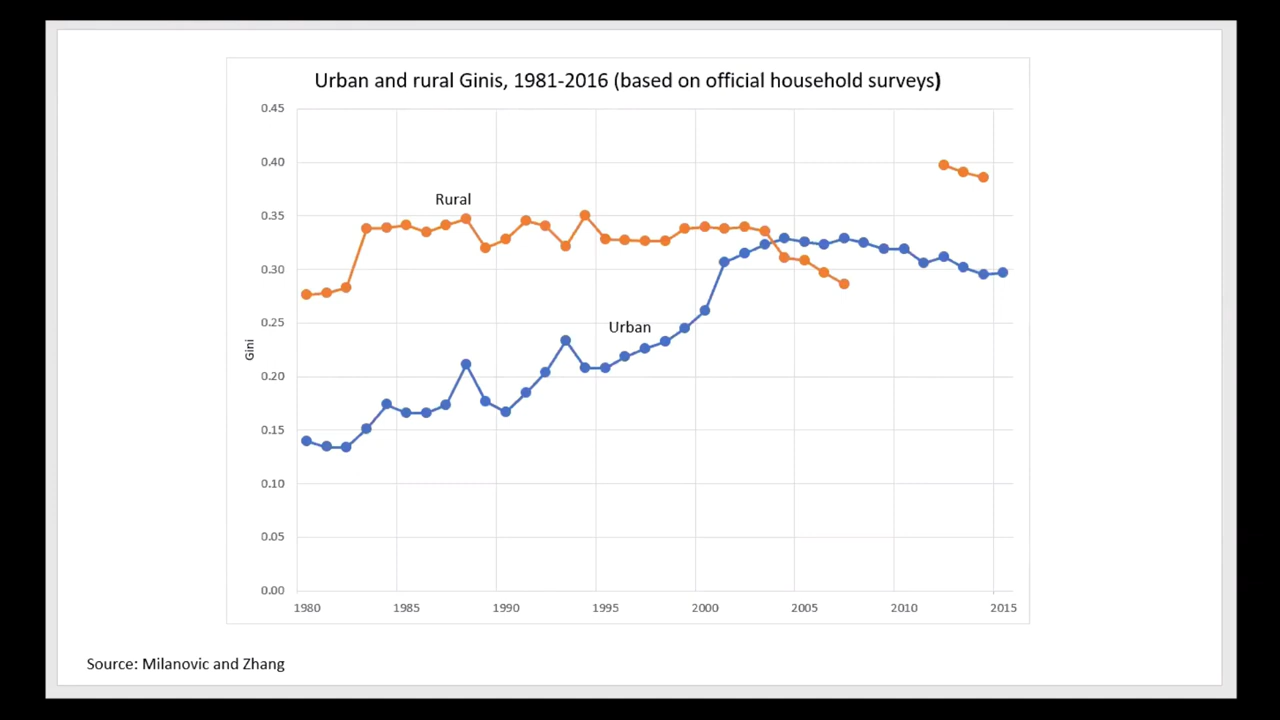 Urban and rural Ginis, 1981-2016 (based on official household surveys)
0.45
0.40
0.35
0.30
0.25
0.20
0.15
0.10
0.05
0.00
Gini
Rural
Urban
1980 1985 1990 1995 2000 2005 2010 2015
Source: Milanovic and Zhang